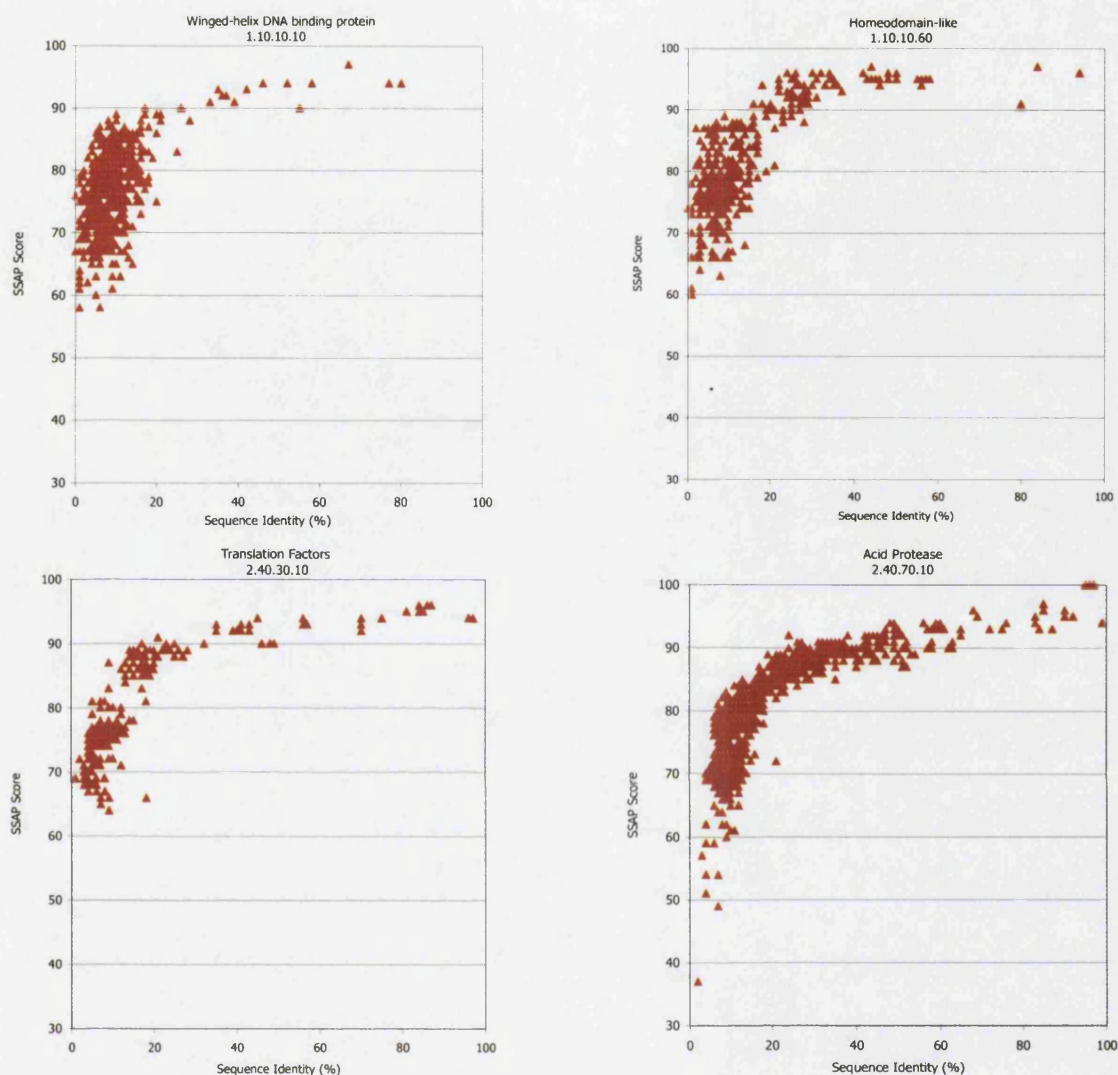 Winged-helix DNA binding protein
1.10.10.10
100
90
80
70
60
50
40
30
SSAP Score
0 20 40 60 80 100
Sequence Identity (%)
Homeodomain-like
1.10.10.60
100
90
80
70
60
50
40
30
SSAP Score
0 20 40 60 80 100
Sequence Identity (%)
Translation Factors
2.40.30.10
100
90
80
70
60
50
40
30
SSAP Score
0 20 40 60 80 100
Sequence Identity (%)
Acid Protease
2.40.70.10
100
90
80
70
60
50
40
30
SSAP Score
0 20 40 60 80 100
Sequence Identity (%)